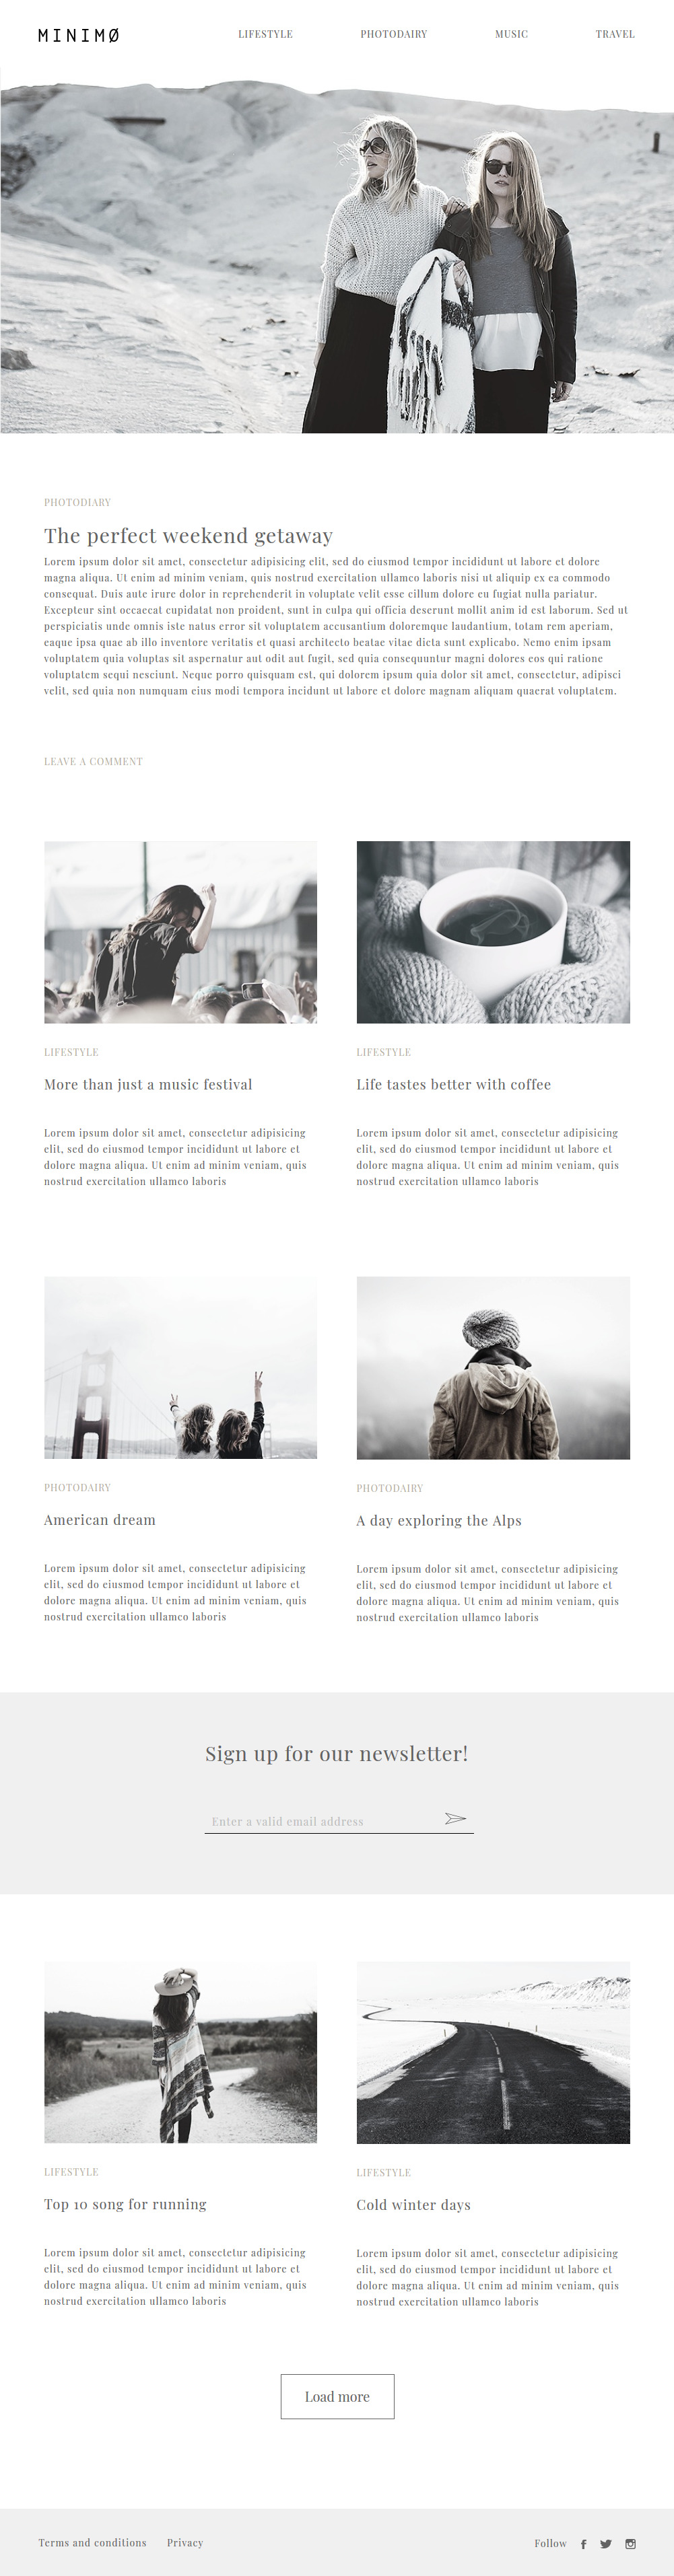 MINIMØ
LIFESTYLE PHOTODAIRY MUSIC TRAVEL
PHOTODIARY
The perfect weekend getaway
Lorem ipsum dolor sit amet, consectetur adipisicing elit, sed do eiusmod tempor incididunt ut labore et dolore
magna aliqua. Ut enim ad minim veniam, quis nostrud exercitation ullamco laboris nisi ut aliquip ex ea commodo
consequat. Duis aute irure dolor in reprehenderit in voluptate velit esse cillum dolore eu fugiat nulla pariatur.
Excepteur sint occaecat cupidatat non proident, sunt in culpa qui officia deserunt mollit anim id est laborum. Sed ut
perspiciatis unde omnis iste natus error sit voluptatem accusantium doloremque laudantium, totam rem aperiam,
eaque ipsa quae ab illo inventore veritatis et quasi architecto beatae vitae dicta sunt explicabo. Nemo enim ipsam
voluptatem quia voluptas sit aspernatur aut odit aut fugit, sed quia consequuntur magni dolores eos qui ratione
voluptatem sequi nesciunt. Neque porro quisquam est, qui dolorem ipsum quia dolor sit amet, consectetur, adipisci
velit, sed quia non numquam eius modi tempora incidunt ut labore et dolore magnam aliquam quaerat voluptatem.
LEAVE A COMMENT
LIFESTYLE
More than just a music festival
Lorem ipsum dolor sit amet, consectetur adipisicing
elit, sed do eiusmod tempor incididunt ut labore et
dolore magna aliqua. Ut enim ad minim veniam, quis
nostrud exercitation ullamco laboris
LIFESTYLE
Life tastes better with coffee
Lorem ipsum dolor sit amet, consectetur adipisicing
elit, sed do eiusmod tempor incididunt ut labore et
dolore magna aliqua. Ut enim ad minim veniam, quis
nostrud exercitation ullamco laboris
PHOTODAIRY
American dream
Lorem ipsum dolor sit amet, consectetur adipisicing
elit, sed do eiusmod tempor incididunt ut labore et
dolore magna aliqua. Ut enim ad minim veniam, quis
nostrud exercitation ullamco laboris
PHOTODAIRY
A day exploring the Alps
Lorem ipsum dolor sit amet, consectetur adipisicing
elit, sed do eiusmod tempor incididunt ut labore et
dolore magna aliqua. Ut enim ad minim veniam, quis
nostrud exercitation ullamco laboris
Sign up for our newsletter!
Enter a valid email address
LIFESTYLE
Top 10 song for running
Lorem ipsum dolor sit amet, consectetur adipisicing
elit, sed do eiusmod tempor incididunt ut labore et
dolore magna aliqua. Ut enim ad minim veniam, quis
nostrud exercitation ullamco laboris
LIFESTYLE
Cold winter days
Lorem ipsum dolor sit amet, consectetur adipisicing
elit, sed do eiusmod tempor incididunt ut labore et
dolore magna aliqua. Ut enim ad minim veniam, quis
nostrud exercitation ullamco laboris
Load more
Terms and conditions Privacy Follow